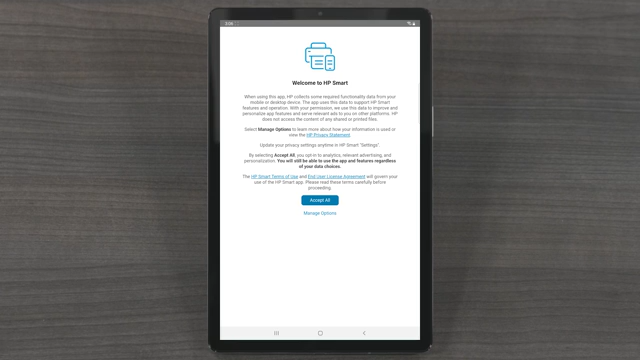 2:06
Welcome to HP Smart
When using this app, HP collects some required functionality data from your
mobile or desktop device. The app uses this data to support HP Smart
features and operation. With your permission, we use this data to improve and
personalize app features and serve relevant ads to you on other platforms. HP
does not access the content of any shared or printed files.
Select Manage Options to learn more about how your information is used or
view the HP Privacy Statement.
Update your privacy settings anytime in HP Smart "Settings".
By selecting Accept All, you opt-in to analytics, relevant advertising, and
personalization. You will still be able to use the app and features regardless
of your data choices.
The HP Smart Terms of Use and End User License Agreement will govern your
use of the HP Smart app. Please read these terms carefully before
proceeding.
Accept All
Manage Options